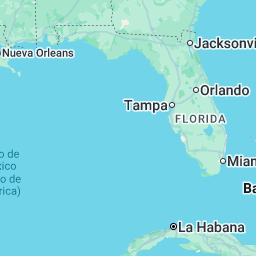 Jacksonvi
Nueva Orleans
Orlando
Tampa
FLORIDA
o de
xico
o de
rica)
Mian
Ba
La Habana